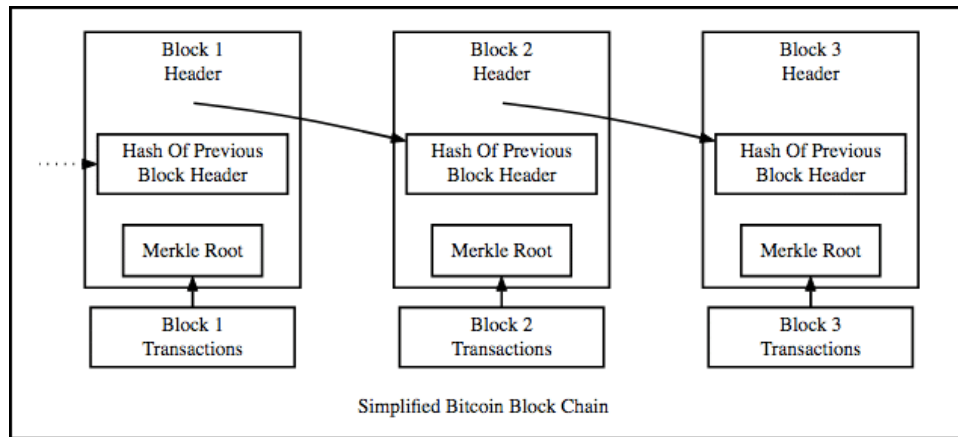 Block 1
Header
Block 2
Header
Block 3
Header
Hash Of Previous
Block Header
Hash Of Previous
Block Header
Hash Of Previous
Block Header
Merkle Root
Merkle Root
Merkle Root
Block 1
Transactions
Block 2
Transactions
Block 3
Transactions
Simplified Bitcoin Block Chain